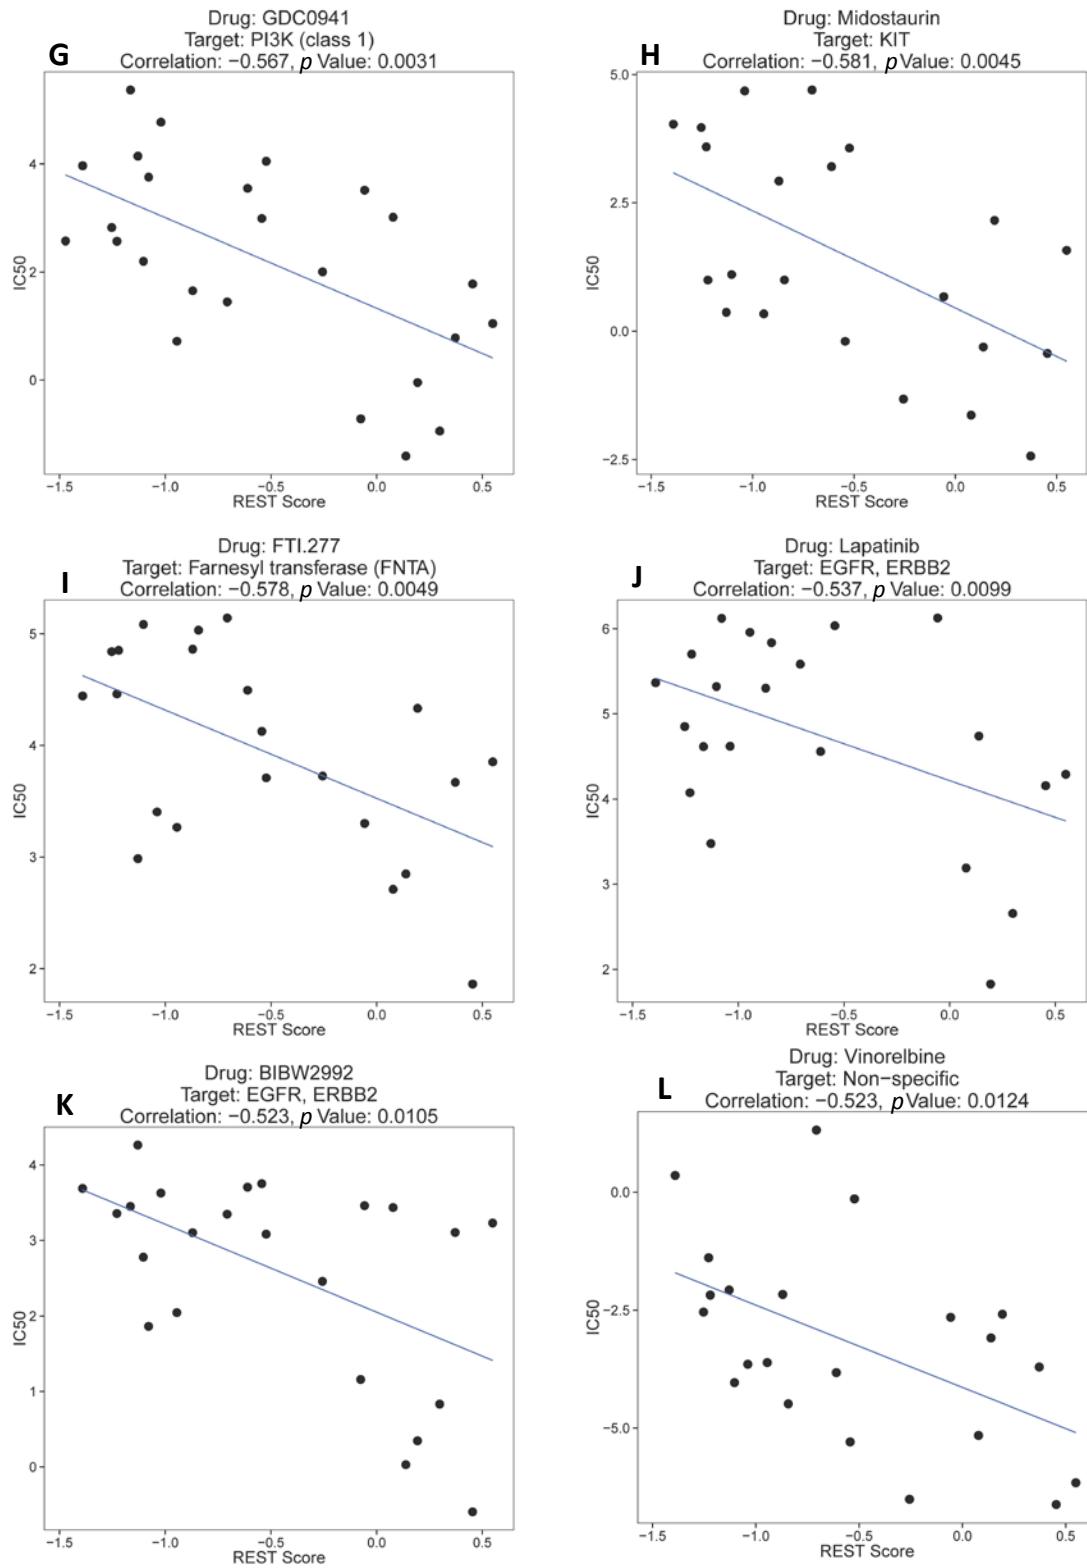 G
Drug: GDC0941
Target: PI3K (class 1)
Correlation: −0.567, p Value: 0.0031
IC50
4
2
0
−1.5 −1.0 −0.5 0.0 0.5
REST Score
H
Drug: Midostaurin
Target: KIT
Correlation: −0.581, p Value: 0.0045
IC50
5.0
2.5
0.0
−2.5
−1.5 −1.0 −0.5 0.0 0.5
REST Score
I
Drug: FTI.277
Target: Farnesyl transferase (FNTA)
Correlation: −0.578, p Value: 0.0049
IC50
5
4
3
2
−1.5 −1.0 −0.5 0.0 0.5
REST Score
J
Drug: Lapatinib
Target: EGFR, ERBB2
Correlation: −0.537, p Value: 0.0099
IC50
6
5
4
3
2
−1.5 −1.0 −0.5 0.0 0.5
REST Score
K
Drug: BIBW2992
Target: EGFR, ERBB2
Correlation: −0.523, p Value: 0.0105
IC50
4
3
2
1
0
−1.5 −1.0 −0.5 0.0 0.5
REST Score
L
Drug: Vinorelbine
Target: Non−specific
Correlation: −0.523, p Value: 0.0124
IC50
0.0
−2.5
−5.0
−1.5 −1.0 −0.5 0.0 0.5
REST Score